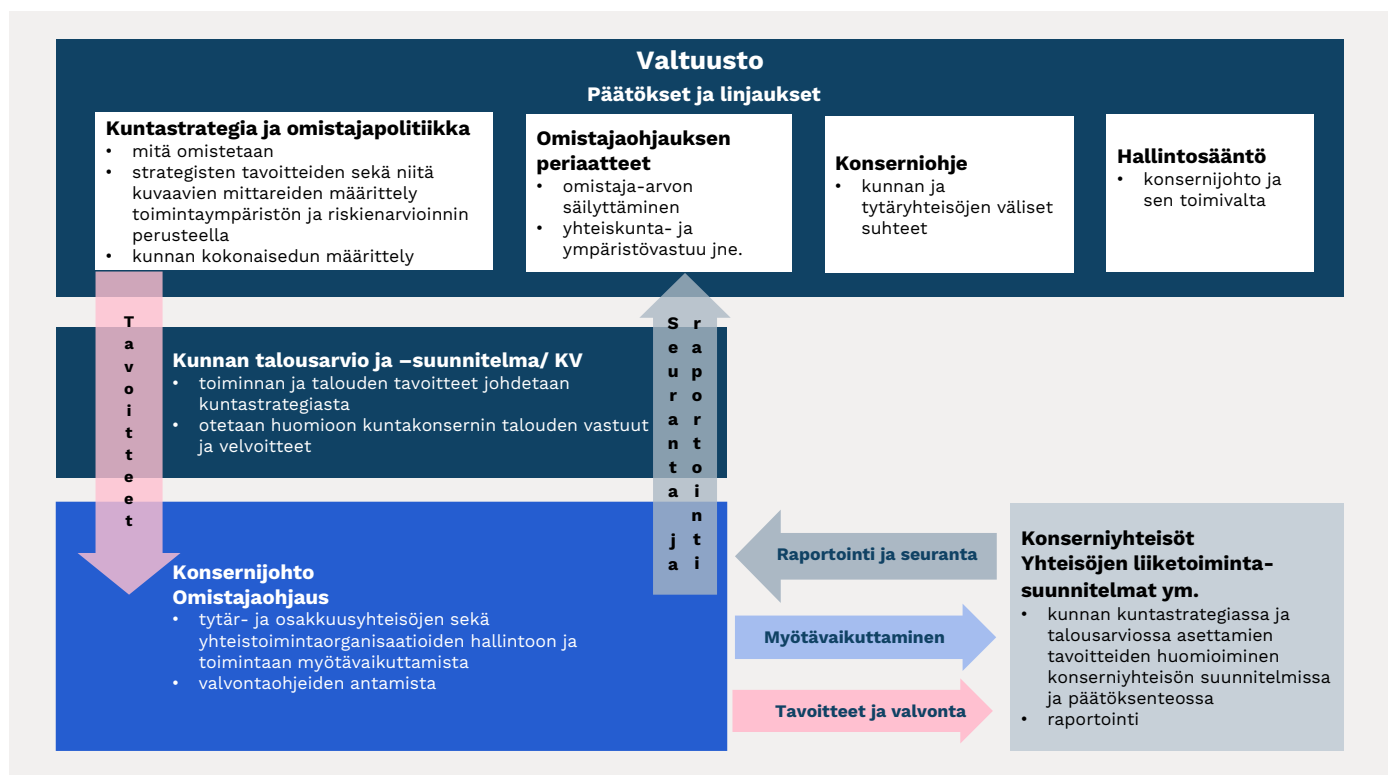 Valtuusto
Päätökset ja linjaukset
Kuntastrategia ja omistajapolitiikka
• mitä omistetaan
• strategisten tavoitteiden sekä niitä
kuvaavien mittareiden määrittely
toimintaympäristön ja riskienarvioinnin
perusteella
• kunnan kokonaisedun määrittely
Omistajaohjauksen
periaatteet
• omistaja-arvon
säilyttäminen
• yhteiskunta- ja
ympäristövastuu jne.
Konserniohje
• kunnan ja
tytäryhteisöjen väliset
suhteet
Hallintosääntö
• konsernijohto ja
sen toimivalta
Tavoitteet
Kunnan talousarvio ja –suunnitelma/ KV
• toiminnan ja talouden tavoitteet johdetaan
kuntastrategiasta
• otetaan huomioon kuntakonsernin talouden vastuut
ja velvoitteet
Seuranta ja
raportointi
Konsernijohto
Omistajaohjaus
• tytär- ja osakkuusyhteisöjen sekä
yhteistoimintaorganisaatioiden hallintoon ja
toimintaan myötävaikuttamista
• valvontaohjeiden antamista
Raportointi ja seuranta
Myötävaikuttaminen
Tavoitteet ja valvonta
Konserniyhteisöt
Yhteisöjen liiketoiminta-
suunnitelmat ym.
• kunnan kuntastrategiassa ja
talousarviossa asettamien
tavoitteiden huomioiminen
konserniyhteisön suunnitelmissa
ja päätöksenteossa
• raportointi